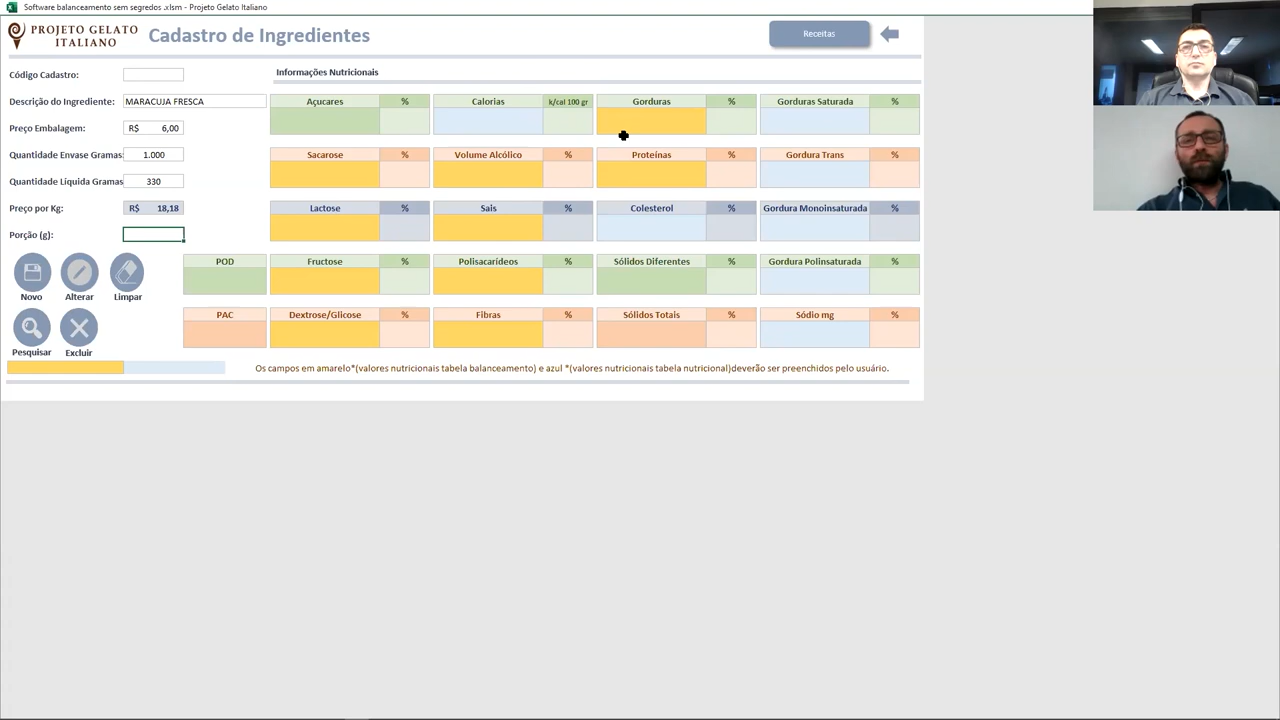 Software balanceamento sem segredos .xlsm - Projeto Gelato Italiano
PROJETO GELATO
ITALIANO
Cadastro de Ingredientes
Receitas
Código Cadastro:
Informações Nutricionais
Descrição do Ingrediente: MARACUJA FRESCA
Açucares % Calorias k/cal 100 gr Gorduras % Gorduras Saturada %
Preço Embalagem: R$ 6,00
Quantidade Envase Gramas: 1.000
Sacarose % Volume Alcólico % Proteínas % Gordura Trans %
Quantidade Líquida Gramas 330
Preço por Kg: R$ 18,18
Lactose % Sais % Colesterol % Gordura Monoinsaturada %
Porção (g):
POD Fructose % Polisacarídeos % Sólidos Diferentes % Gordura Polinsaturada %
Novo Alterar Limpar
PAC Dextrose/Glicose % Fibras % Sólidos Totais % Sódio mg %
Pesquisar Excluir
Os campos em amarelo*(valores nutricionais tabela balanceamento) e azul *(valores nutricionais tabela nutricional)deverão ser preenchidos pelo usuário.